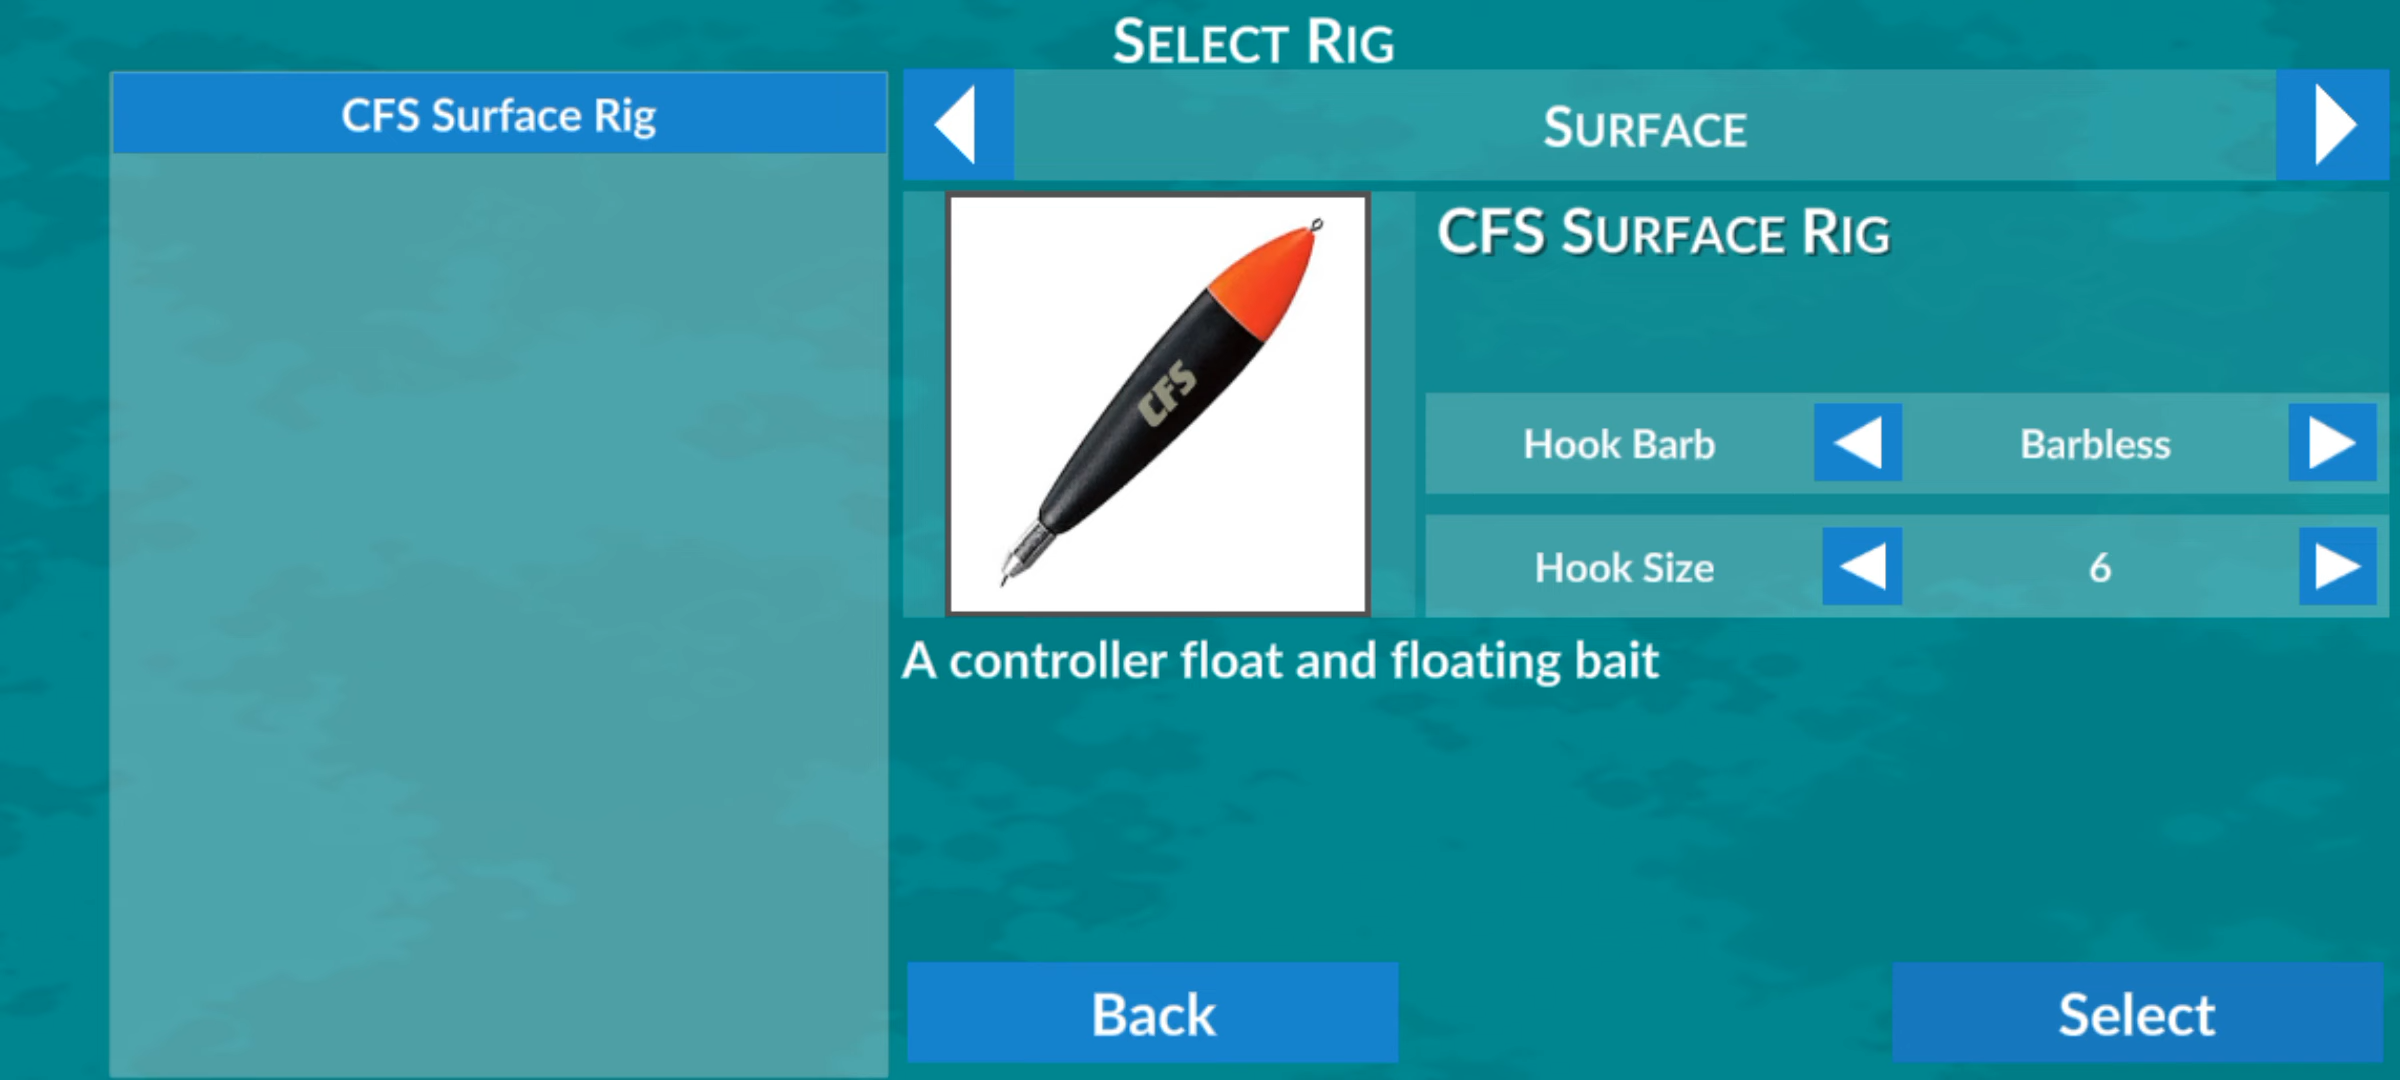 SELECT RIG
CFS Surface Rig
SURFACE
CFS
CFS SURFACE RIG
Hook Barb
Barbless
Hook Size
6
A controller float and floating bait
Back
Select